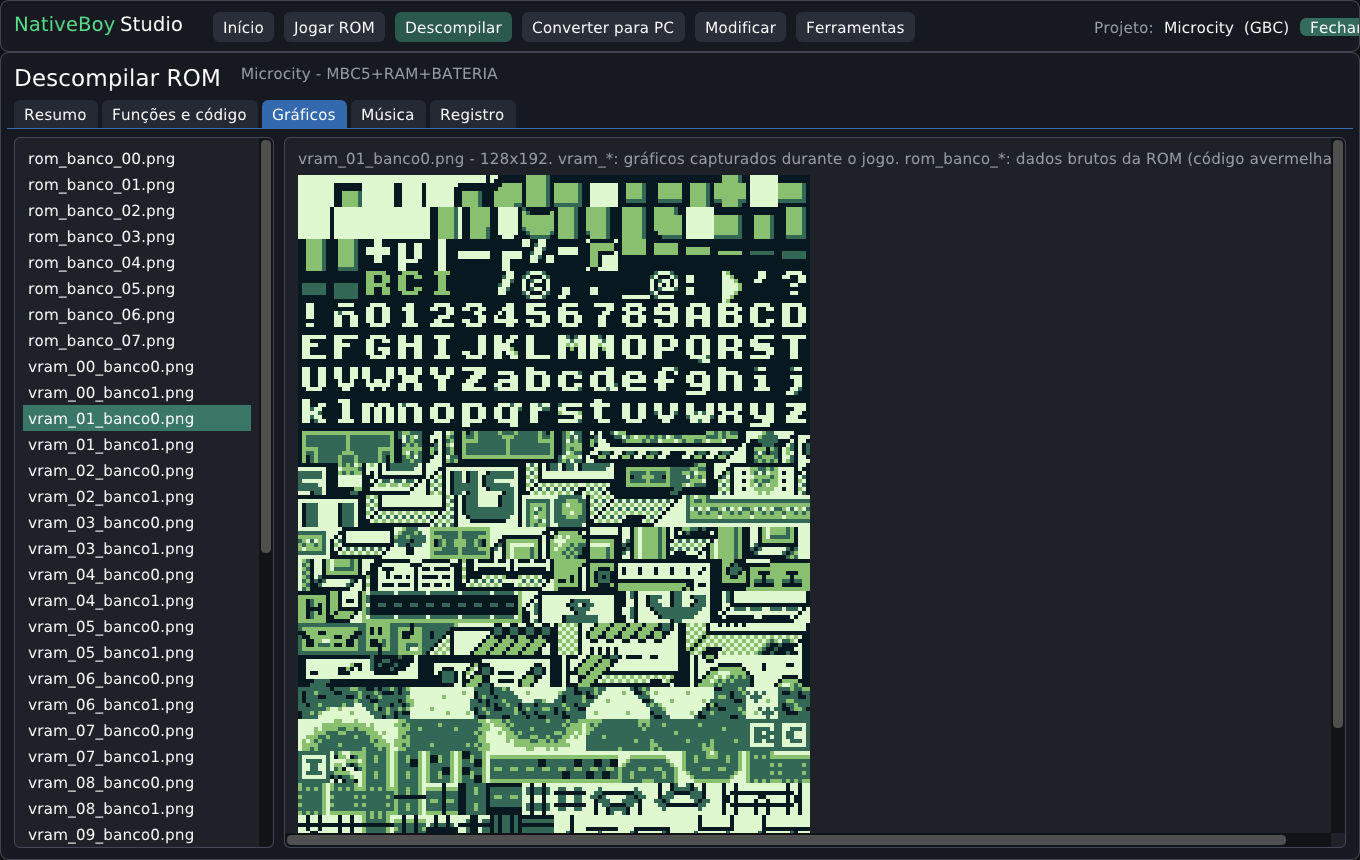 NativeBoy Studio
Início
Jogar ROM
Descompilar
Converter para PC
Modificar
Ferramentas
Projeto: Microcity (GBC)
Fechar
Descompilar ROM
Microcity - MBC5+RAM+BATERIA
Resumo
Funções e código
Gráficos
Música
Registro
rom_banco_00.png
rom_banco_01.png
rom_banco_02.png
rom_banco_03.png
rom_banco_04.png
rom_banco_05.png
rom_banco_06.png
rom_banco_07.png
vram_00_banco0.png
vram_00_banco1.png
vram_01_banco0.png
vram_01_banco1.png
vram_02_banco0.png
vram_02_banco1.png
vram_03_banco0.png
vram_03_banco1.png
vram_04_banco0.png
vram_04_banco1.png
vram_05_banco0.png
vram_05_banco1.png
vram_06_banco0.png
vram_06_banco1.png
vram_07_banco0.png
vram_07_banco1.png
vram_08_banco0.png
vram_08_banco1.png
vram_09_banco0.png
vram_01_banco0.png - 128x192. vram_*: gráficos capturados durante o jogo. rom_banco_*: dados brutos da ROM (código avermelha
RCI /@,. _@: ' ?
! ñ0123456789ABCD
EFGHIJKLMNOPQRST
UVWXYZabcdefghij
klmnopqrstuvwxyz
H
R C
I